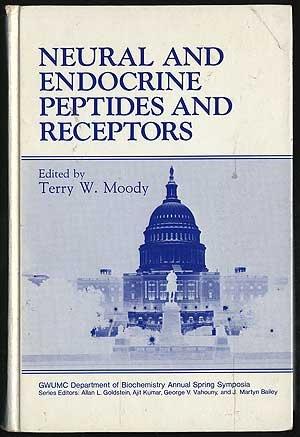 NEURAL AND
ENDOCRINE
PEPTIDES AND
RECEPTORS
Edited by
Terry W. Moody
GWUMC Department of Biochemistry Annual Spring Symposia
Series Editors: Allan L. Goldstein, Ajit Kumar, George V. Vahouny, and J. Martyn Bailey